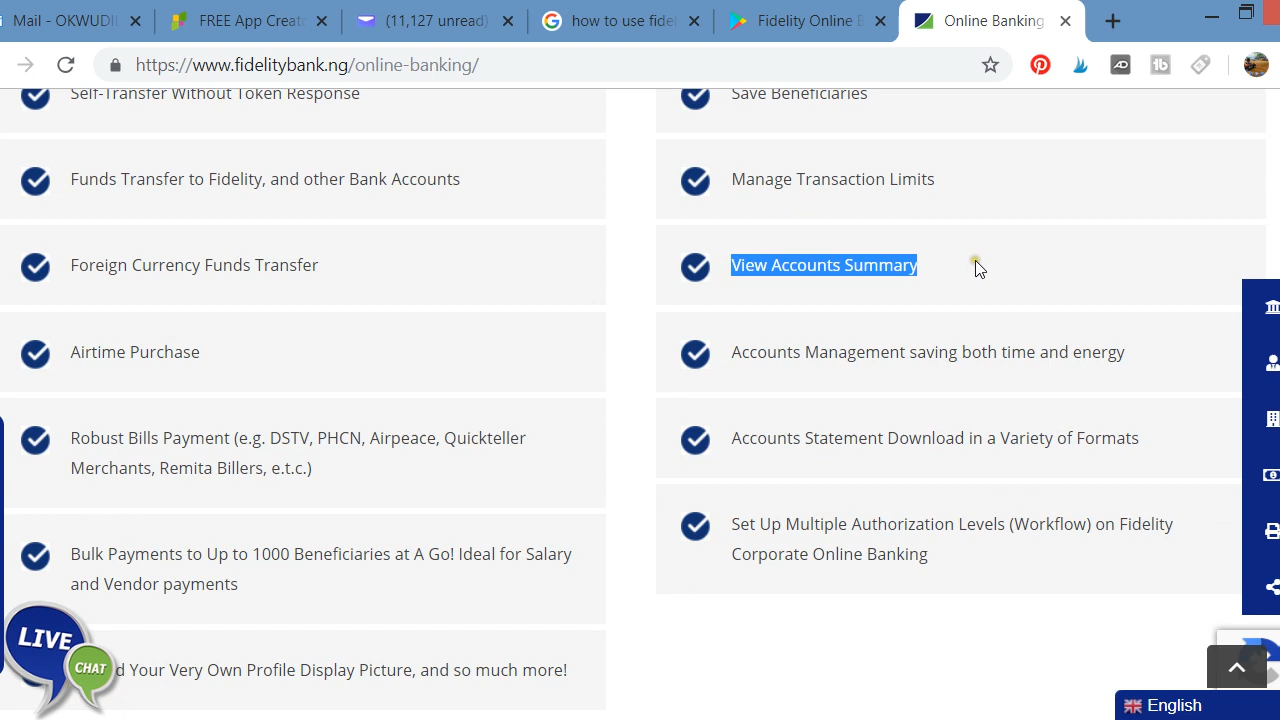 Mail - OKWUDIL
FREE App Creato
(11,127 unread)
how to use fidel
Fidelity Online B
Online Banking
https://www.fidelitybank.ng/online-banking/
Self-Transfer Without Token Response
Funds Transfer to Fidelity, and other Bank Accounts
Foreign Currency Funds Transfer
Airtime Purchase
Robust Bills Payment (e.g. DSTV, PHCN, Airpeace, Quickteller
Merchants, Remita Billers, e.t.c.)
Bulk Payments to Up to 1000 Beneficiaries at A Go! Ideal for Salary
and Vendor payments
d Your Very Own Profile Display Picture, and so much more!
Save Beneficiaries
Manage Transaction Limits
View Accounts Summary
Accounts Management saving both time and energy
Accounts Statement Download in a Variety of Formats
Set Up Multiple Authorization Levels (Workflow) on Fidelity
Corporate Online Banking
LIVE
CHAT
English